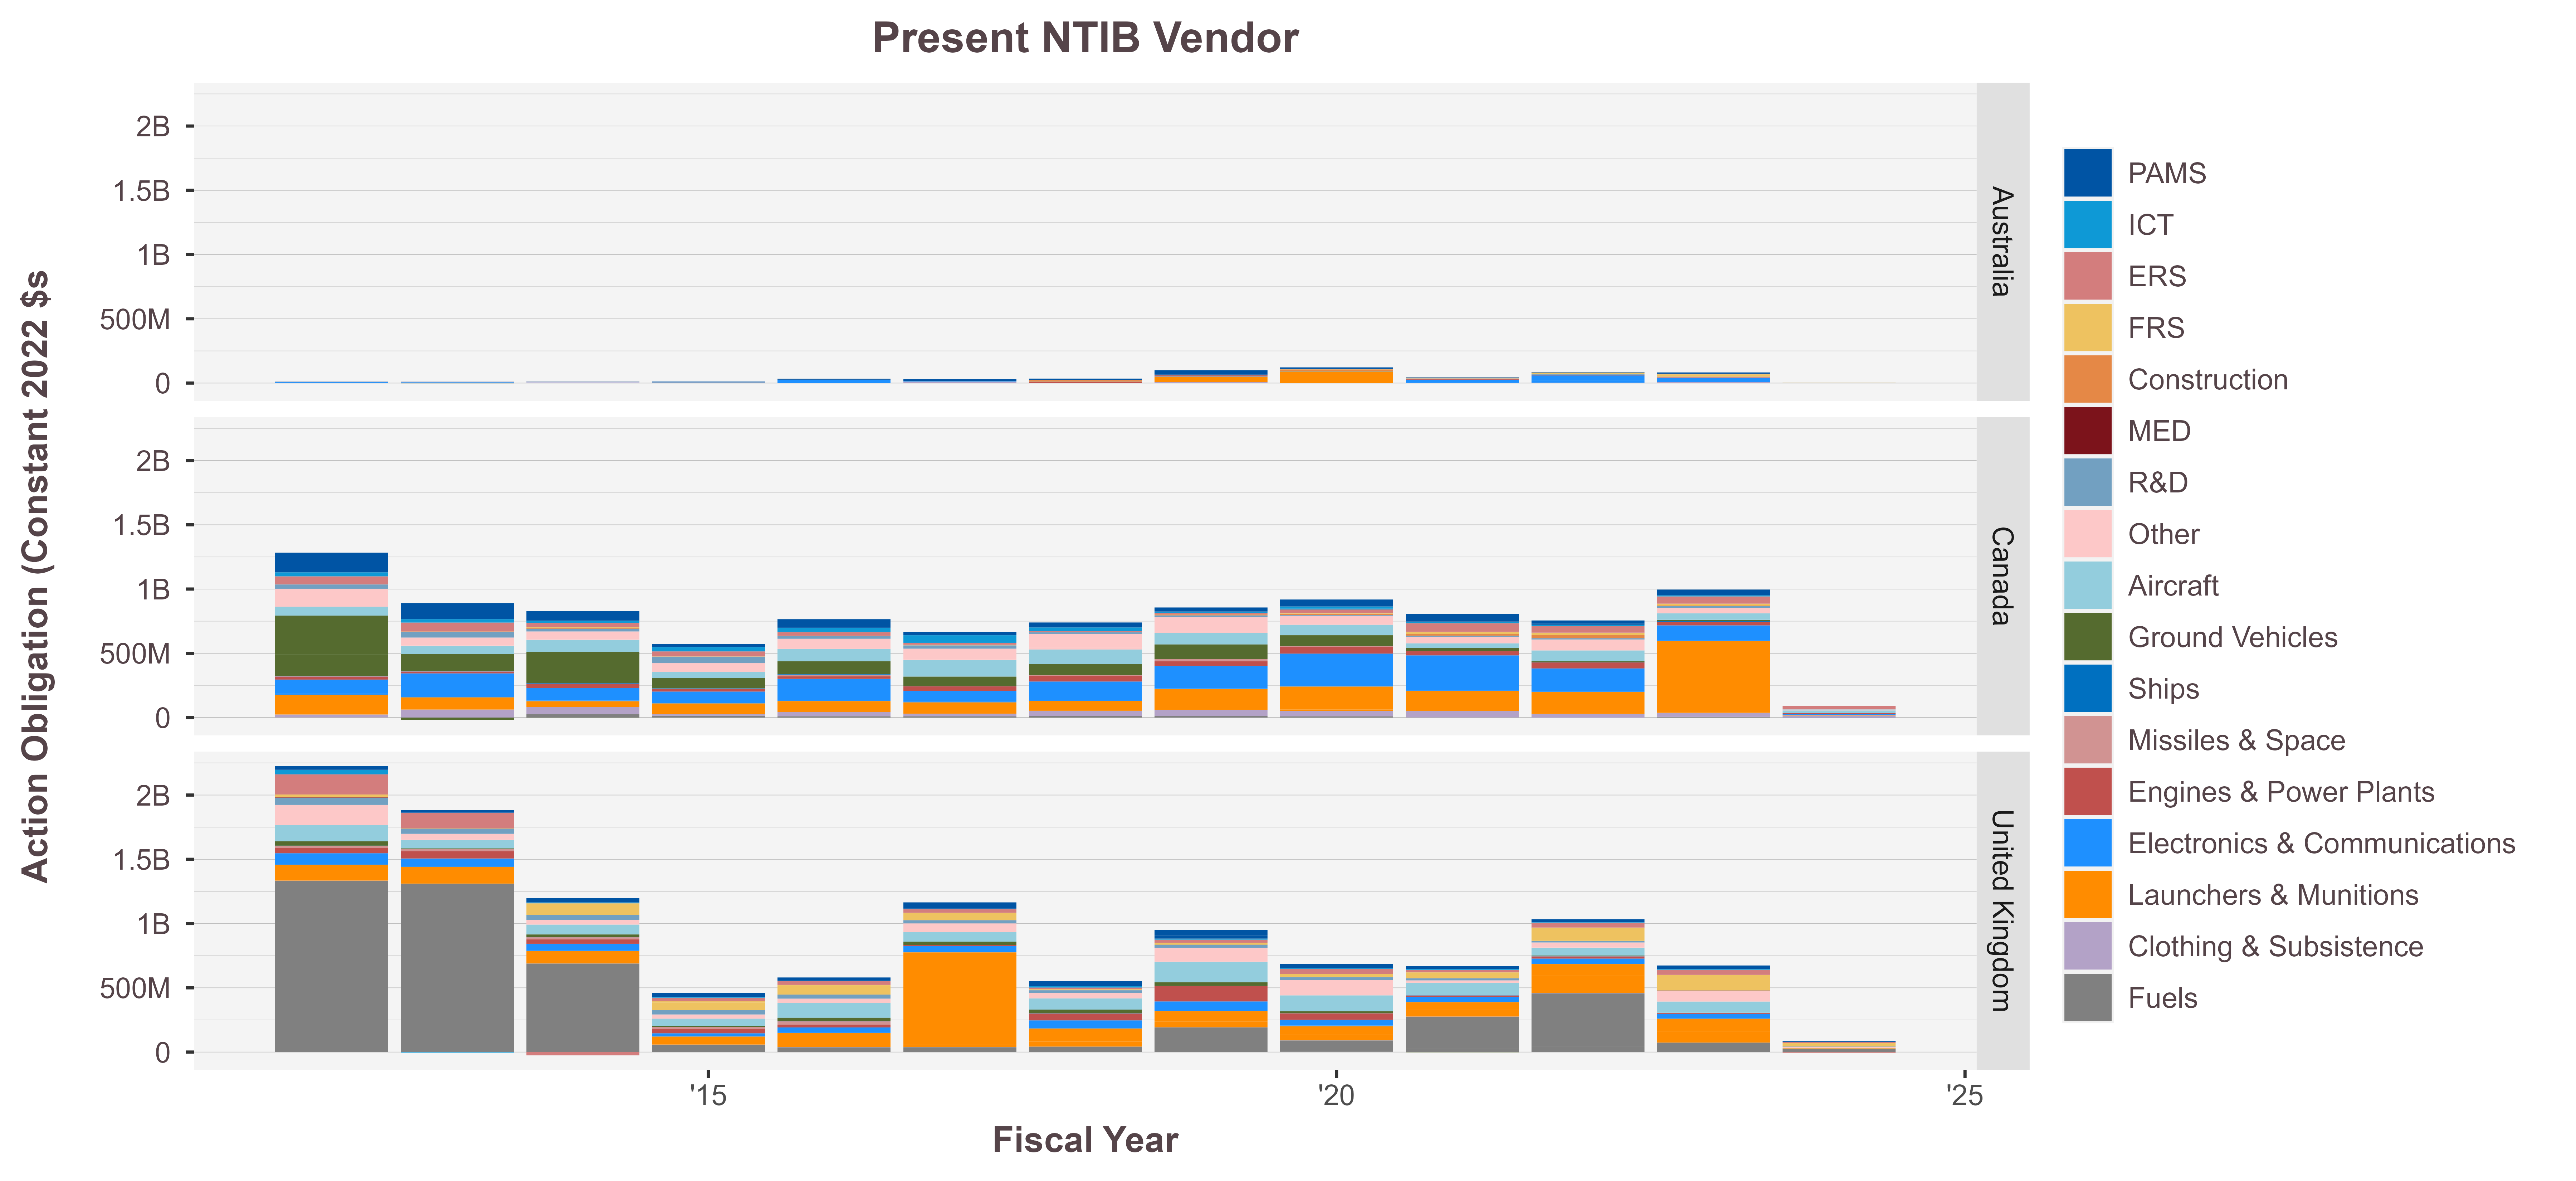 Present NTIB Vendor
Action Obligation (Constant 2022 $s
2B
1.5B
1B
500M
0
Australia
2B
1.5B
1B
500M
0
Canada
2B
1.5B
1B
500M
0
United Kingdom
'15
'20
'25
Fiscal Year
PAMS
ICT
ERS
FRS
Construction
MED
R&D
Other
Aircraft
Ground Vehicles
Ships
Missiles & Space
Engines & Power Plants
Electronics & Communications
Launchers & Munitions
Clothing & Subsistence
Fuels